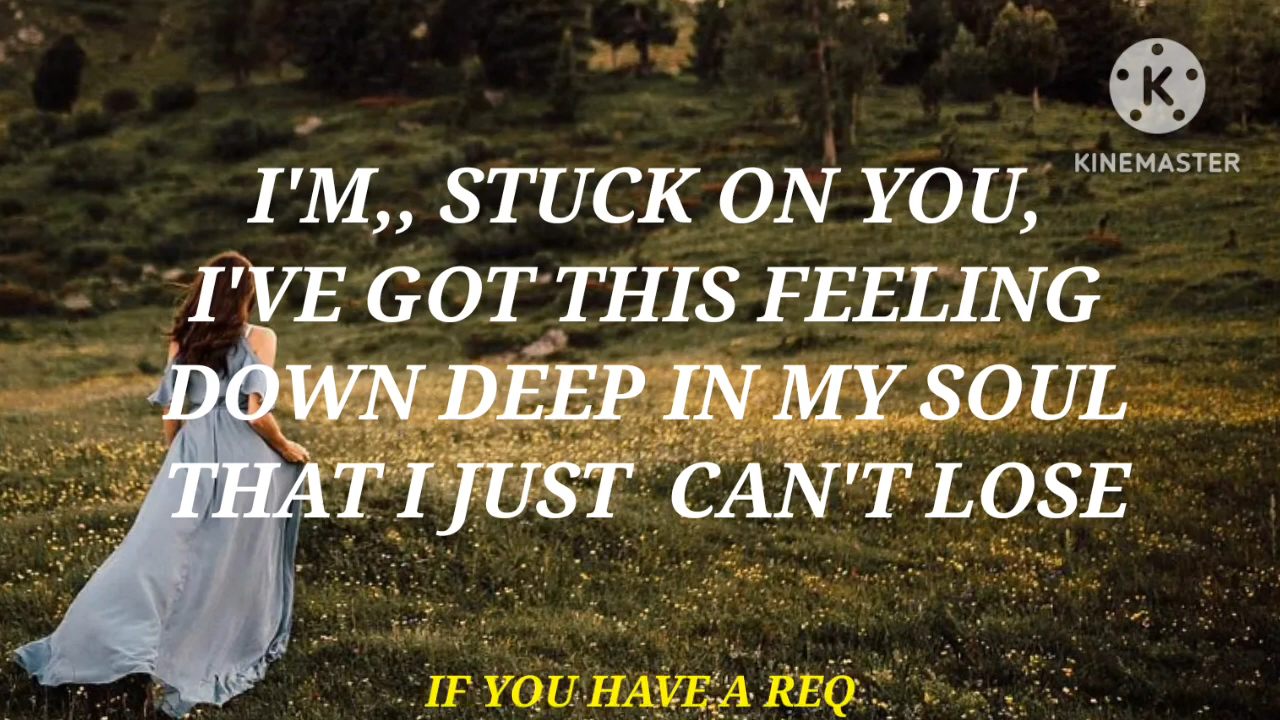 K
KINEMASTER
I'M,, STUCK ON YOU,
I'VE GOT THIS FEELING
DOWN DEEP IN MY SOUL
THAT I JUST  CAN'T LOSE
IF YOU HAVE A REQ